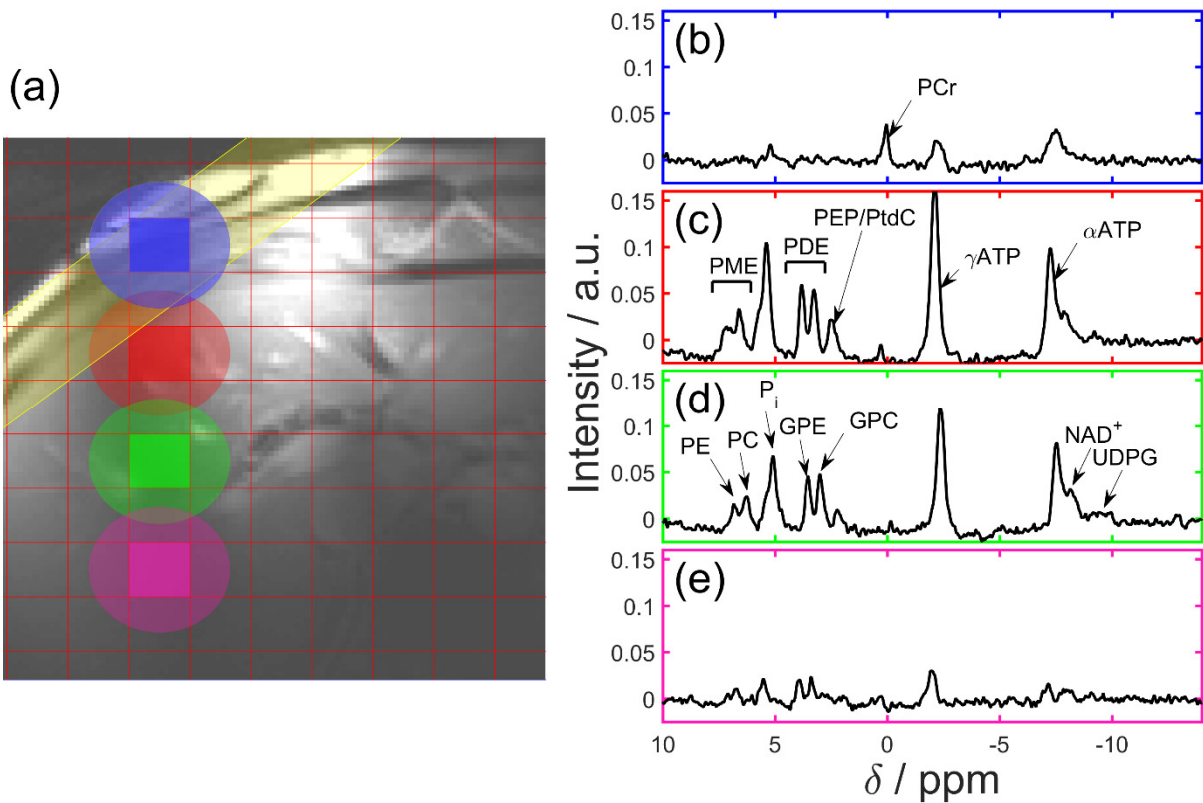 (a)
Intensity / a.u.
(b)
0.15
0.1
0.05
0
PCr
(c)
0.15
0.1
0.05
0
PME
PDE
PEP/PtdC
γATP
αATP
(d)
0.15
0.1
0.05
0
PE
PC
Pi
GPE
GPC
NAD+
UDPG
(e)
0.15
0.1
0.05
0
10 5 0 -5 -10
δ / ppm